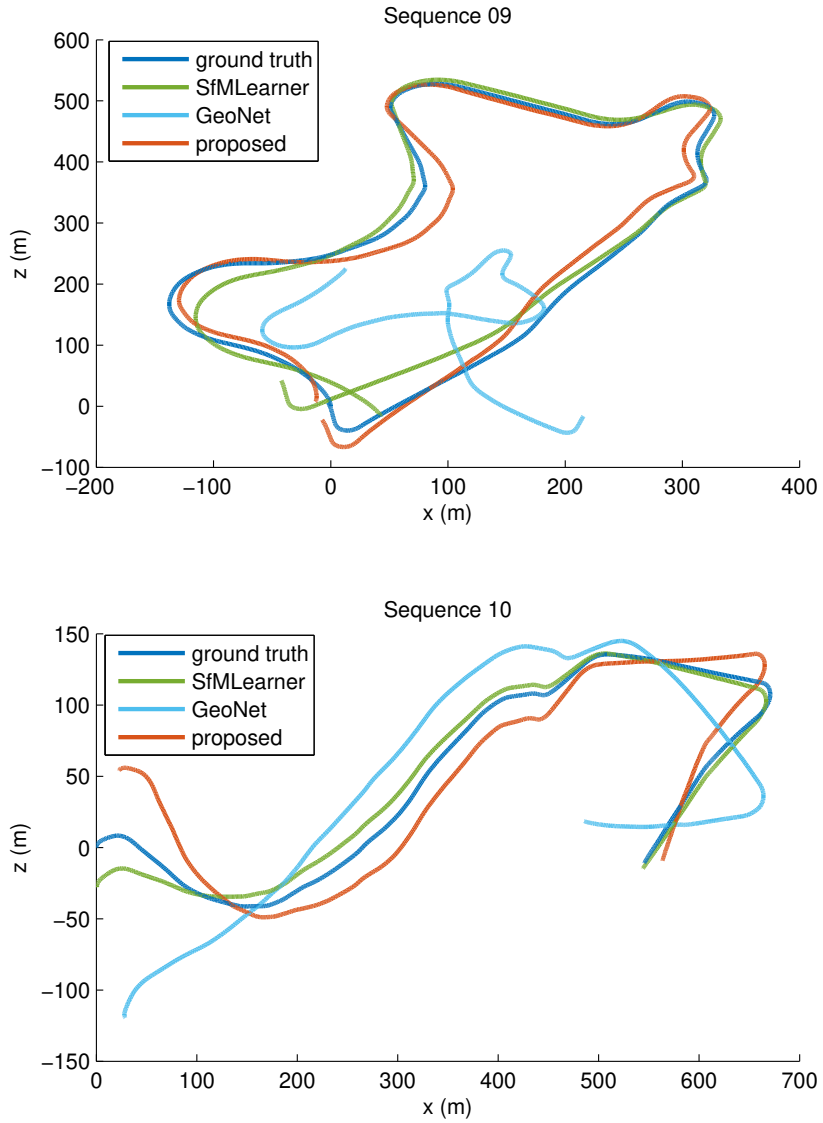 Sequence 09
600
500
400
300
200
100
0
−100
z (m)
ground truth
SfMLearner
GeoNet
proposed
−200
−100
0
100
200
300
400
x (m)
Sequence 10
150
100
50
0
−50
−100
−150
z (m)
ground truth
SfMLearner
GeoNet
proposed
0
100
200
300
400
500
600
700
x (m)